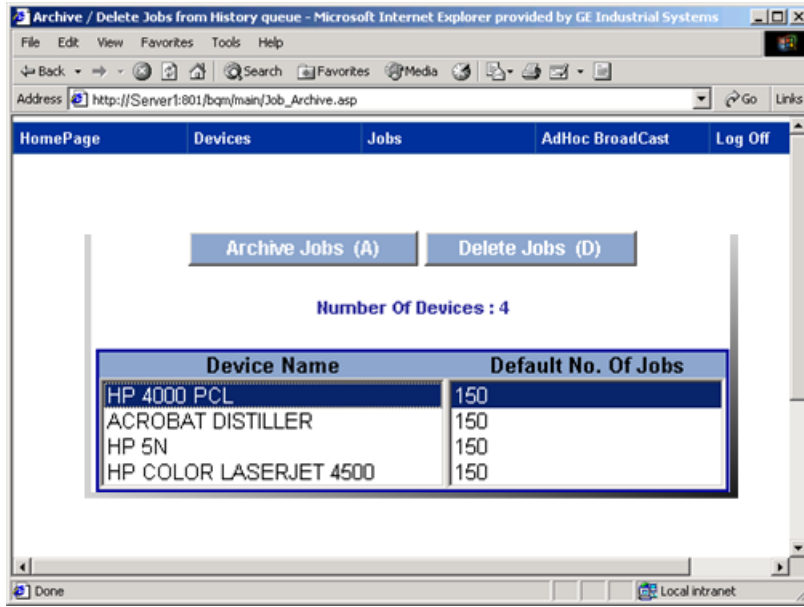 Archive / Delete Jobs from History queue - Microsoft Internet Explorer provided by GE Industrial Systems
File Edit View Favorites Tools Help
Back Search Favorites Media
Address http://Server1:801/bqm/main/Job_Archive.asp Go Links
HomePage Devices Jobs AdHoc BroadCast Log Off
Archive Jobs (A) Delete Jobs (D)
Number Of Devices : 4
Device Name Default No. Of Jobs
HP 4000 PCL 150
ACROBAT DISTILLER 150
HP 5N 150
HP COLOR LASERJET 4500 150
Done Local intranet